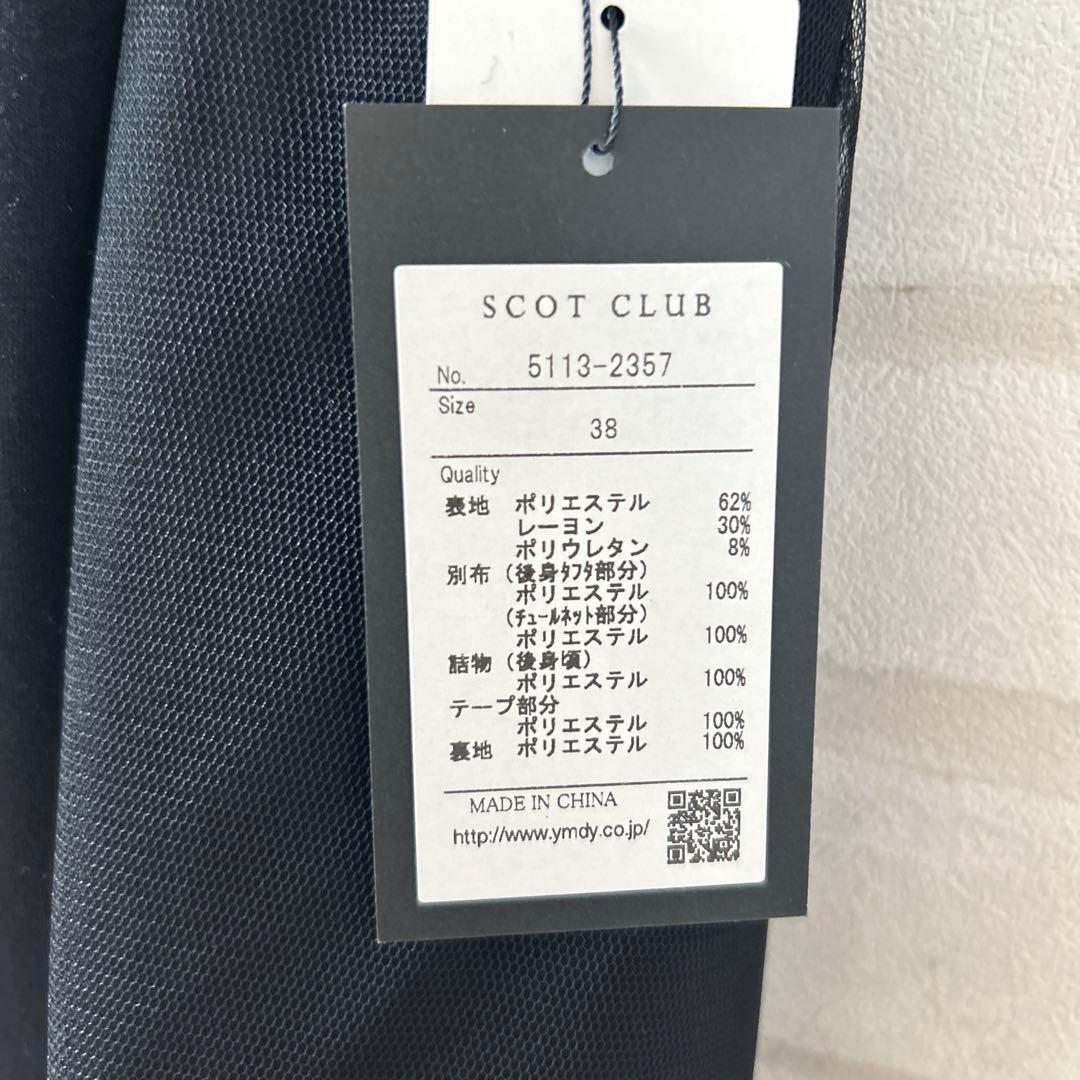 SCOT CLUB
No. 5113-2357
Size
38
Quality
表地 ポリエステル 62%
レーヨン 30%
ポリウレタン 8%
別布 (後身ﾀﾌﾀ部分)
ポリエステル 100%
(ﾁｭｰﾙﾈｯﾄ部分)
ポリエステル 100%
詰物 (後身頃)
ポリエステル 100%
テープ部分
ポリエステル 100%
裏地 ポリエステル 100%
MADE IN CHINA
http://www.ymdy.co.jp/